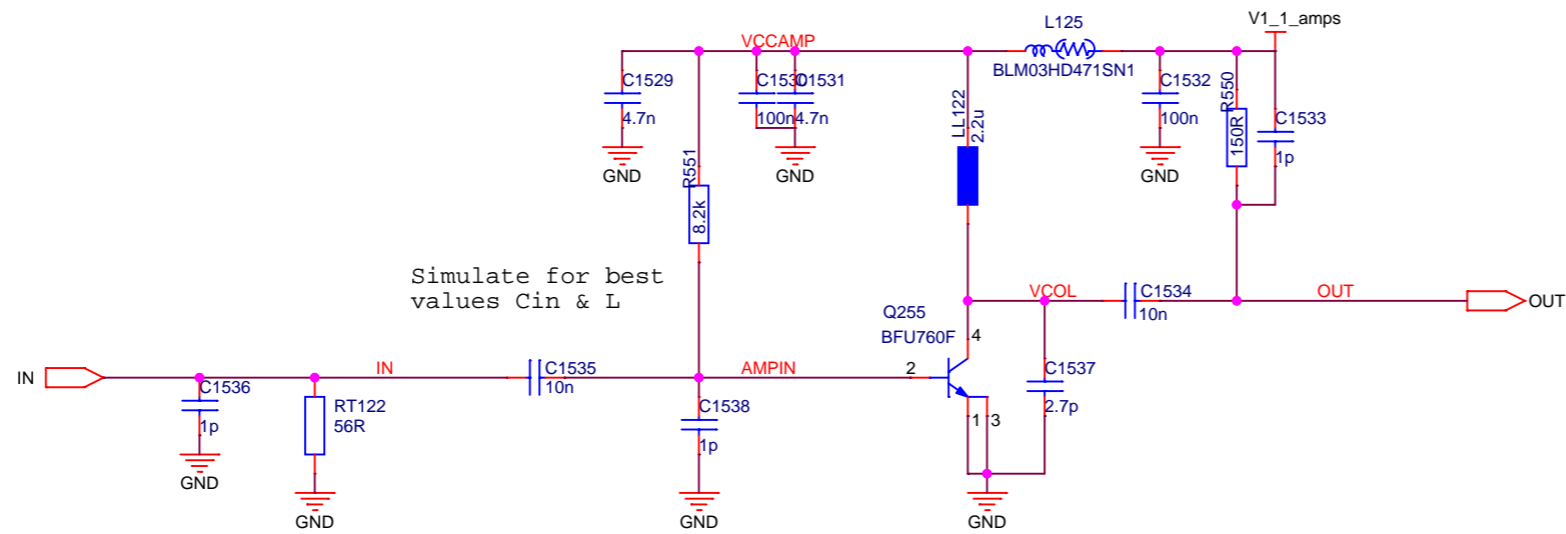 V1_1_amps
L125
VCCAMP
BLM03HD471SN1
C1529
4.7n
C1530
100n
C1531
4.7n
C1532
100n
R550
150R
C1533
1p
LL122
2.2u
GND
GND
GND
R551
8.2k
Simulate for best
values Cin & L
VCOL
C1534
10n
OUT
OUT
Q255
BFU760F
4
2
1
3
C1537
2.7p
IN
IN
C1535
10n
AMPIN
C1536
1p
RT122
56R
C1538
1p
GND
GND
GND
GND